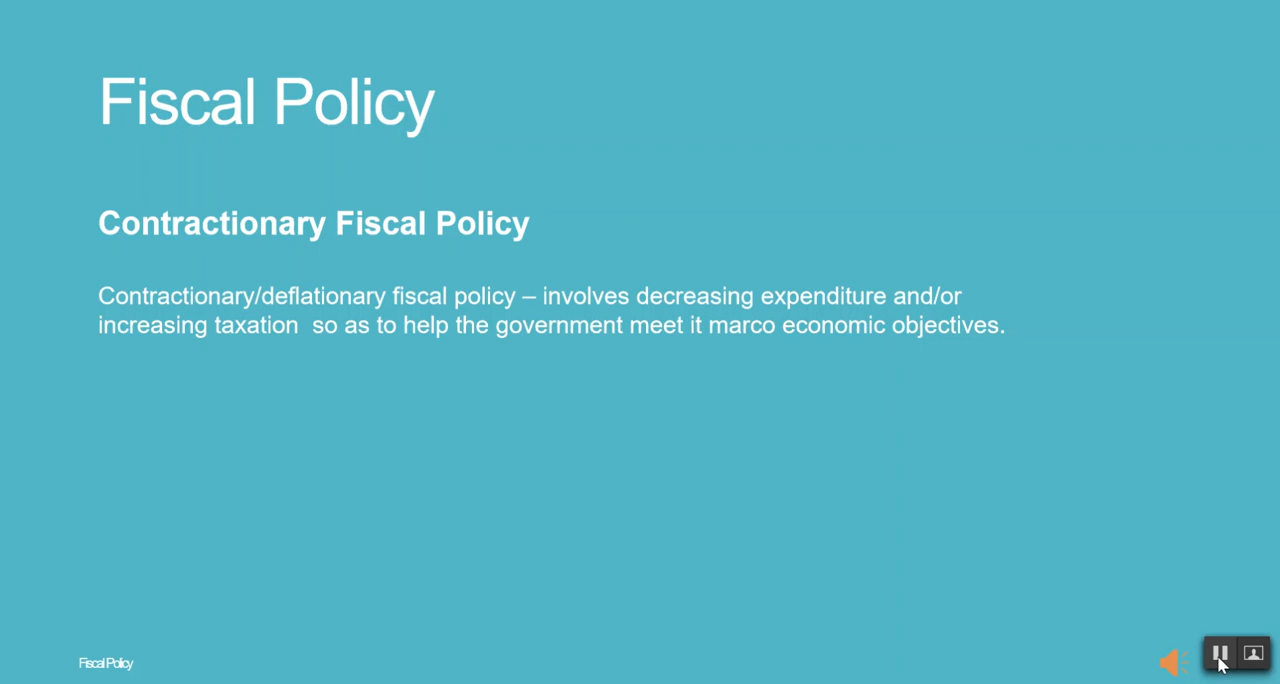 Fiscal Policy
Contractionary Fiscal Policy
Contractionary/deflationary fiscal policy – involves decreasing expenditure and/or
increasing taxation  so as to help the government meet it marco economic objectives.
Fiscal Policy